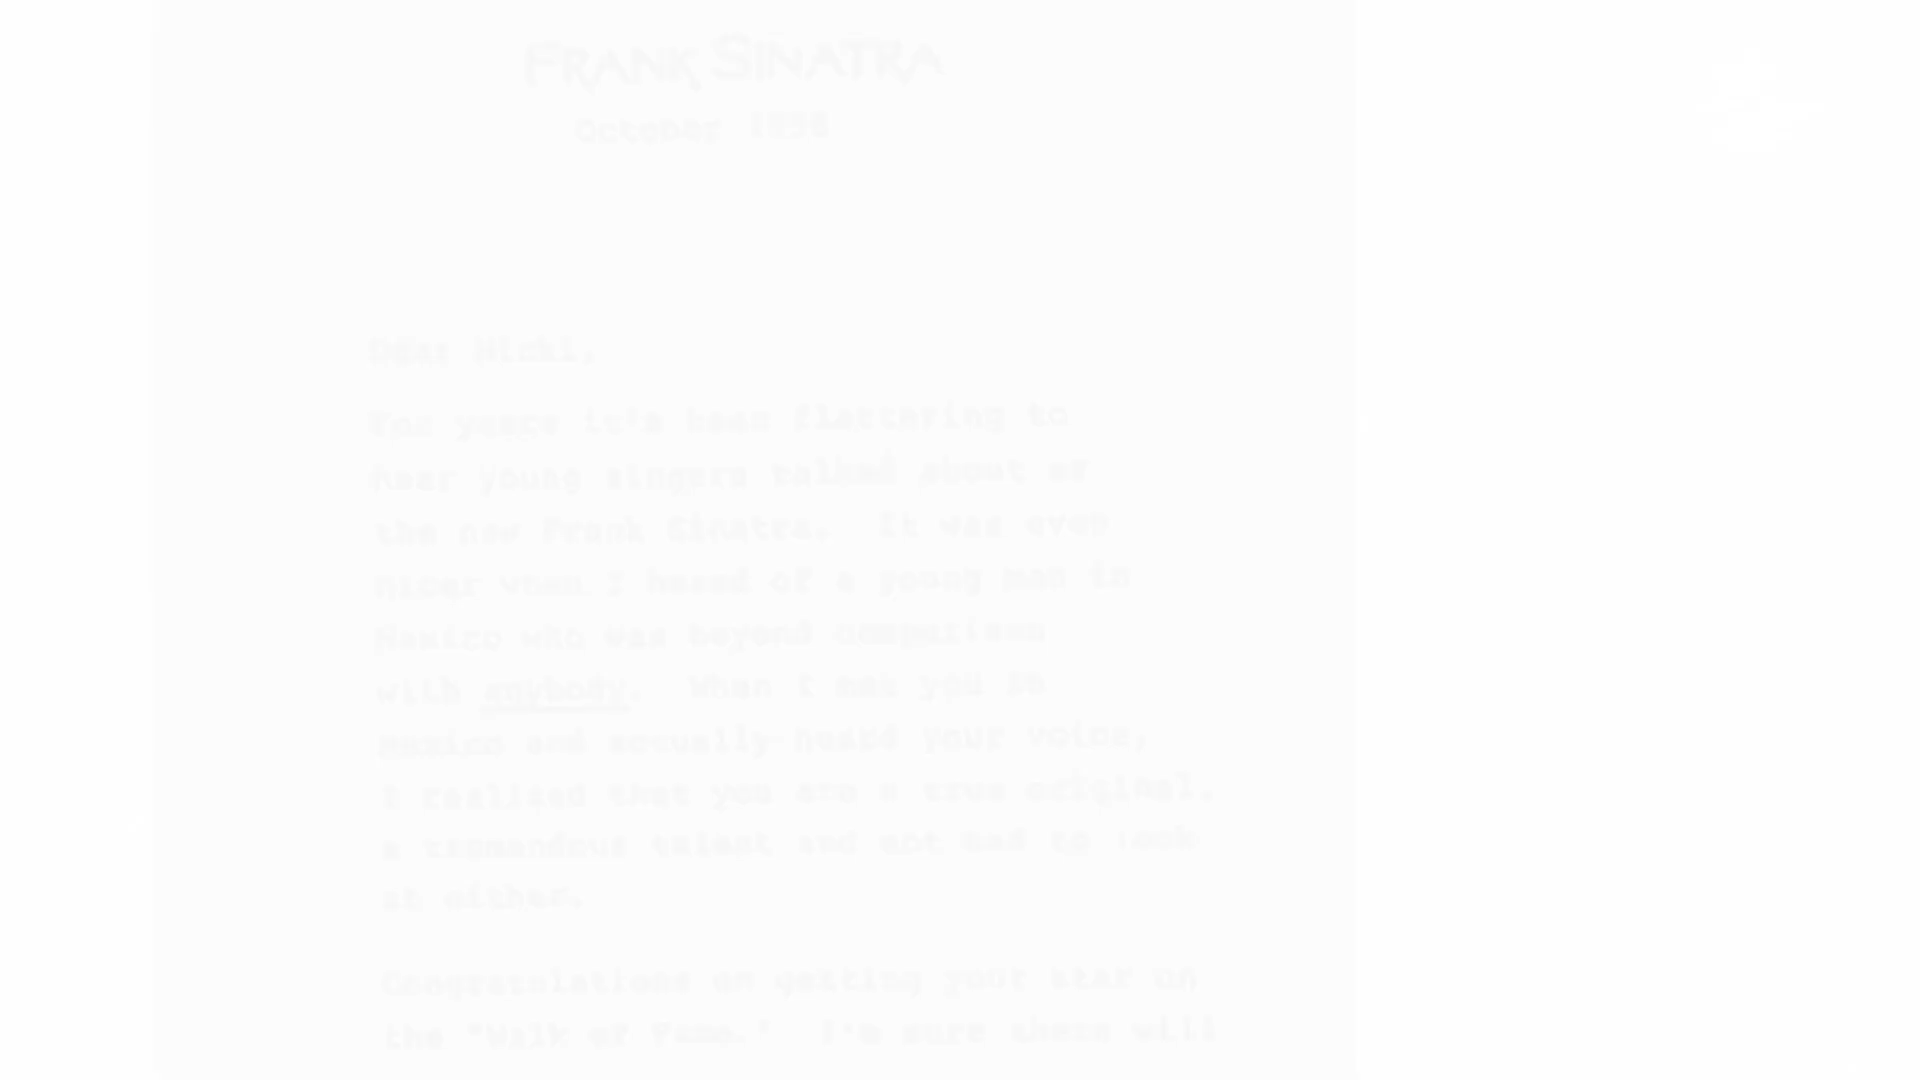 FRANK SINATRA
October 1996
Dear Micki,
For years it's been flattering to
hear young singers talked about as
the new Frank Sinatra. It was even
nicer when I heard of a young man in
Mexico who was beyond comparison
with anybody. When I met you in
Mexico and actually heard your voice,
I realized that you are a true original,
a tremendous talent and not bad to look
at either.
Congratulations on getting your star on
the "Walk of Fame." I'm sure there will